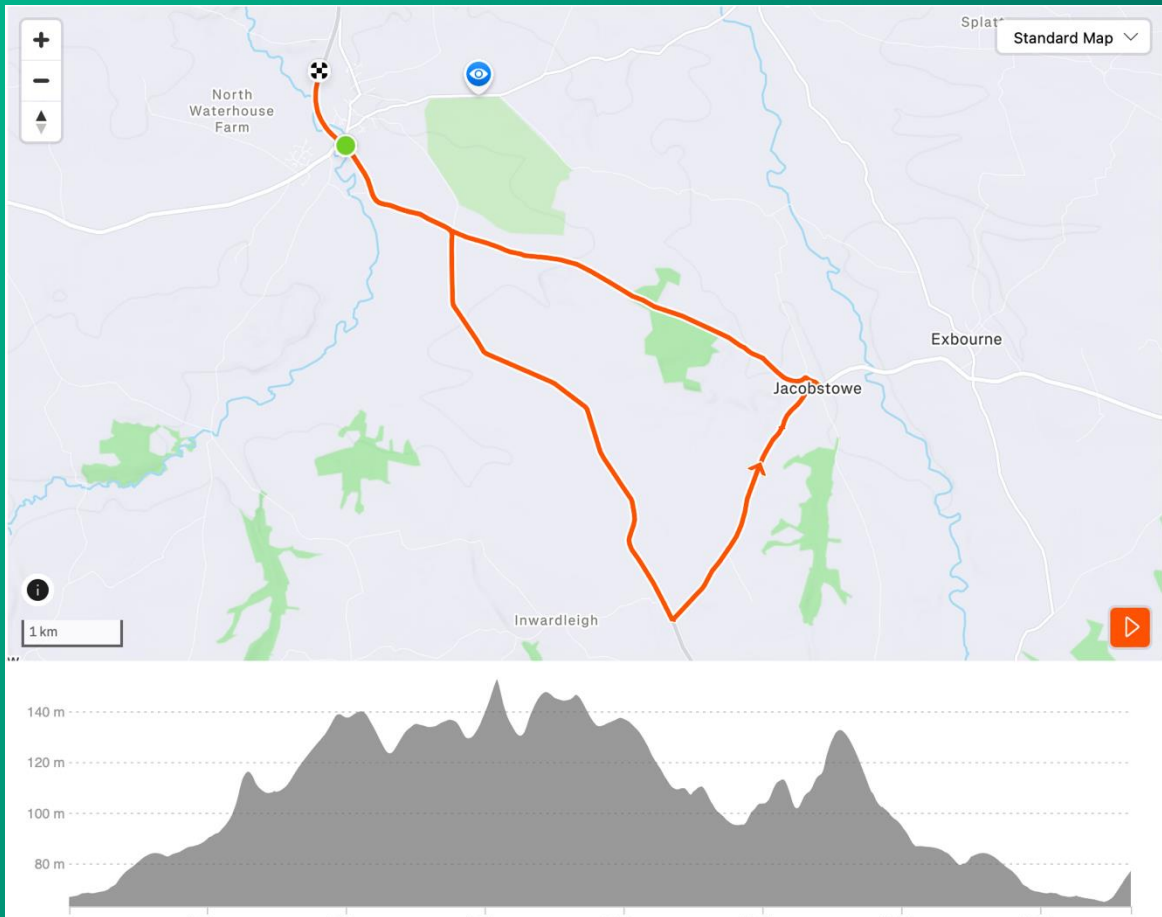 Splatt
Standard Map
North
Waterhouse
Farm
Exbourne
Jacobstowe
Inwardleigh
1 km
140 m
120 m
100 m
80 m